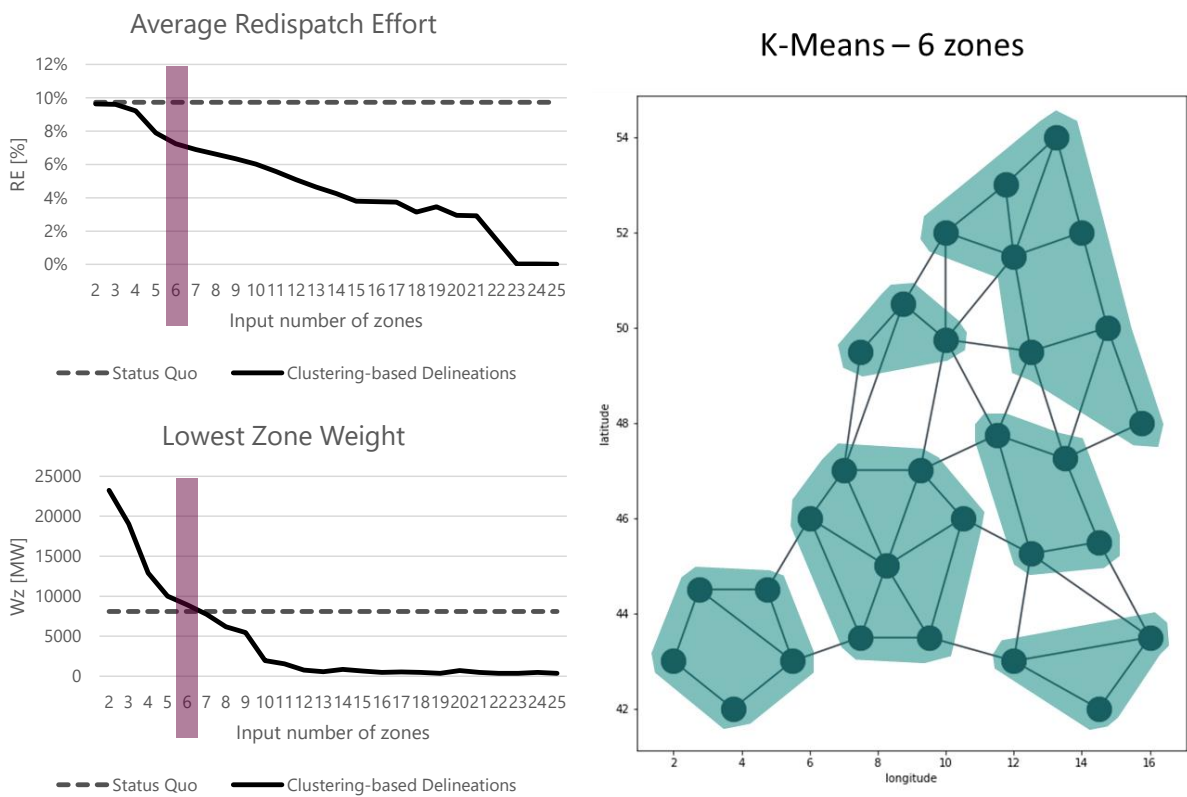 Average Redispatch Effort
12%
10%
8%
6%
4%
2%
0%
RE [%]
2 3 4 5 6 7 8 9 10 11 12 13 14 15 16 17 18 19 20 21 22 23 24 25
Input number of zones
Status Quo Clustering-based Delineations
Lowest Zone Weight
25000
20000
15000
10000
5000
0
Wz [MW]
2 3 4 5 6 7 8 9 10 11 12 13 14 15 16 17 18 19 20 21 22 23 24 25
Input number of zones
Status Quo Clustering-based Delineations
K-Means – 6 zones
54
52
50
48
46
44
42
latitude
2 4 6 8 10 12 14 16
longitude